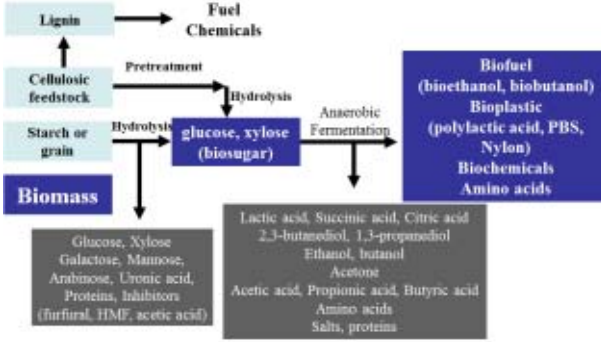 Lignin
Fuel
Chemicals
Cellulosic
feedstock
Pretreatment
Hydrolysis
Starch or
grain
Hydrolysis
glucose, xylose
(biosugar)
Anaerobic
Fermentation
Biofuel
(bioethanol, biobutanol)
Bioplastic
(polylactic acid, PBS,
Nylon)
Biochemicals
Amino acids
Biomass
Glucose, Xylose
Galactose, Mannose,
Arabinose, Uronic acid,
Proteins, Inhibitors
(furfural, HMF, acetic acid)
Lactic acid, Succinic acid, Citric acid
2,3-butanediol, 1,3-propanediol
Ethanol, butanol
Acetone
Acetic acid, Propionic acid, Butyric acid
Amino acids
Salts, proteins